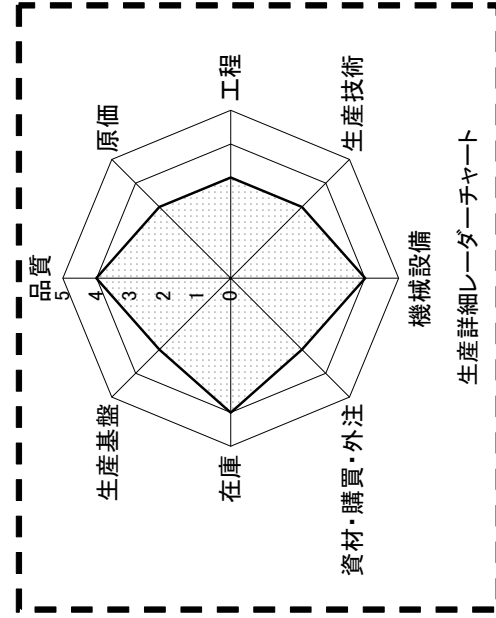 品質
5
4
3
2
1
0
原価
工程
生産技術
機械設備
資材・購買・外注
在庫
生産基盤
生産詳細レーダーチャート